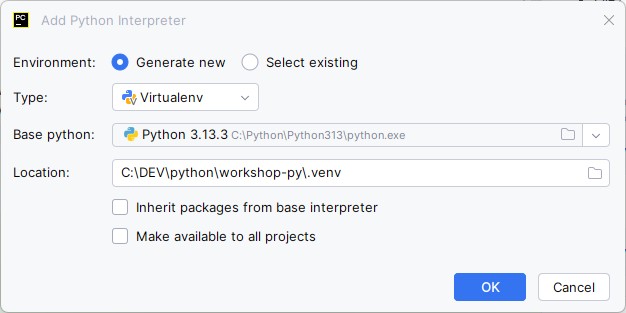 PC
Add Python Interpreter
Environment: Generate new Select existing
Type: Virtualenv
Base python: Python 3.13.3 C:\Python\Python313\python.exe
Location: C:\DEV\python\workshop-py\.venv
Inherit packages from base interpreter
Make available to all projects
OK Cancel